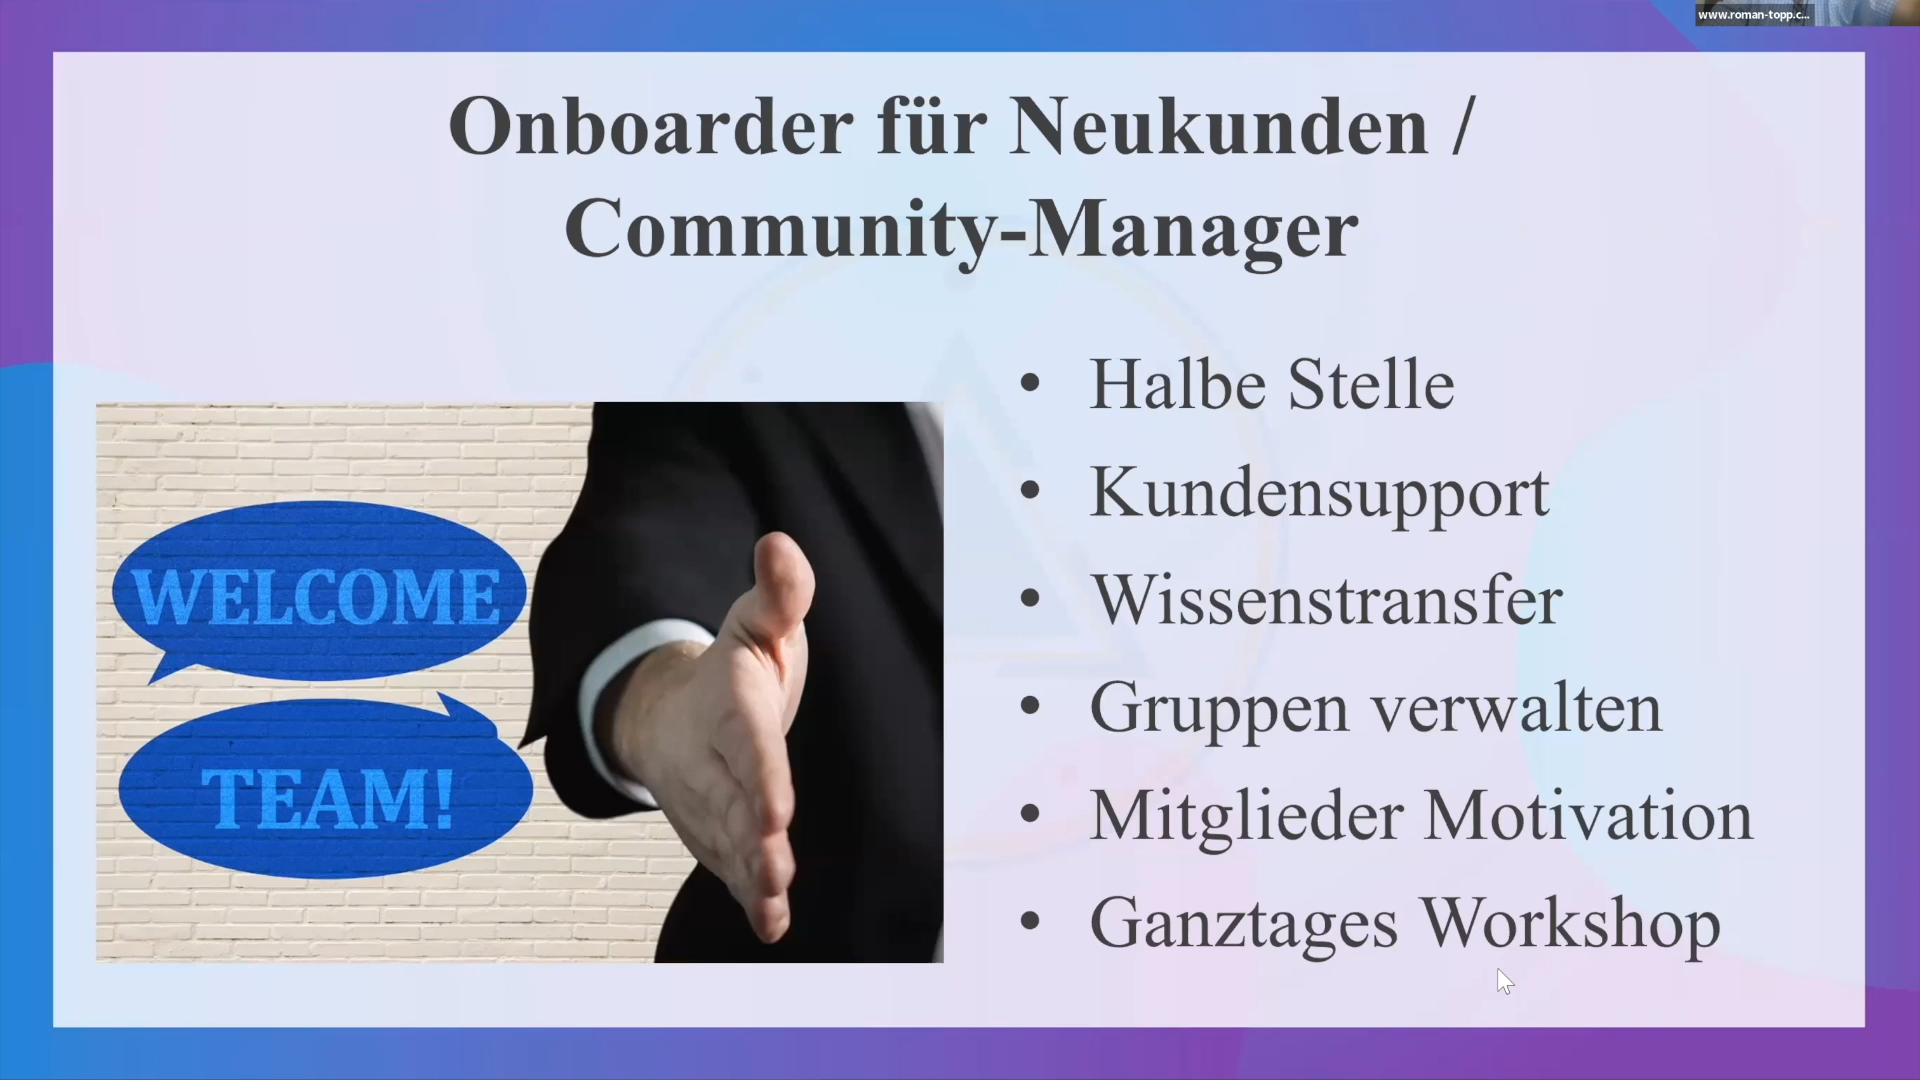 www.roman-topp.c...
Onboarder für Neukunden /
Community-Manager
• Halbe Stelle
• Kundensupport
• Wissenstransfer
• Gruppen verwalten
• Mitglieder Motivation
• Ganztages Workshop
WELCOME
TEAM!